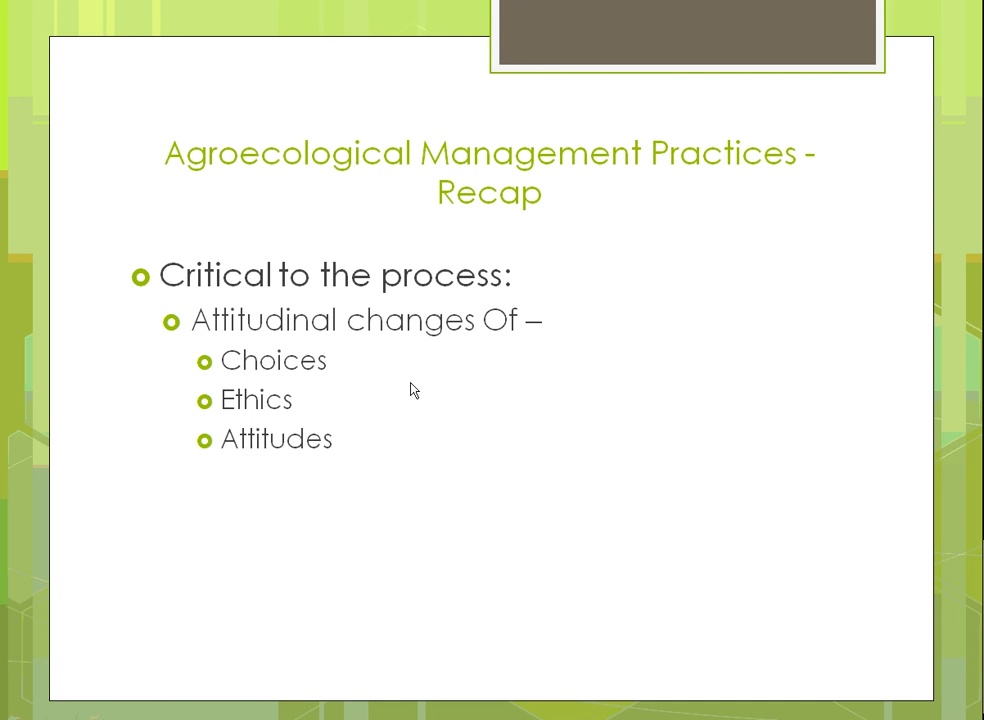 Agroecological Management Practices -
Recap
Critical to the process:
Attitudinal changes Of –
Choices
Ethics
Attitudes